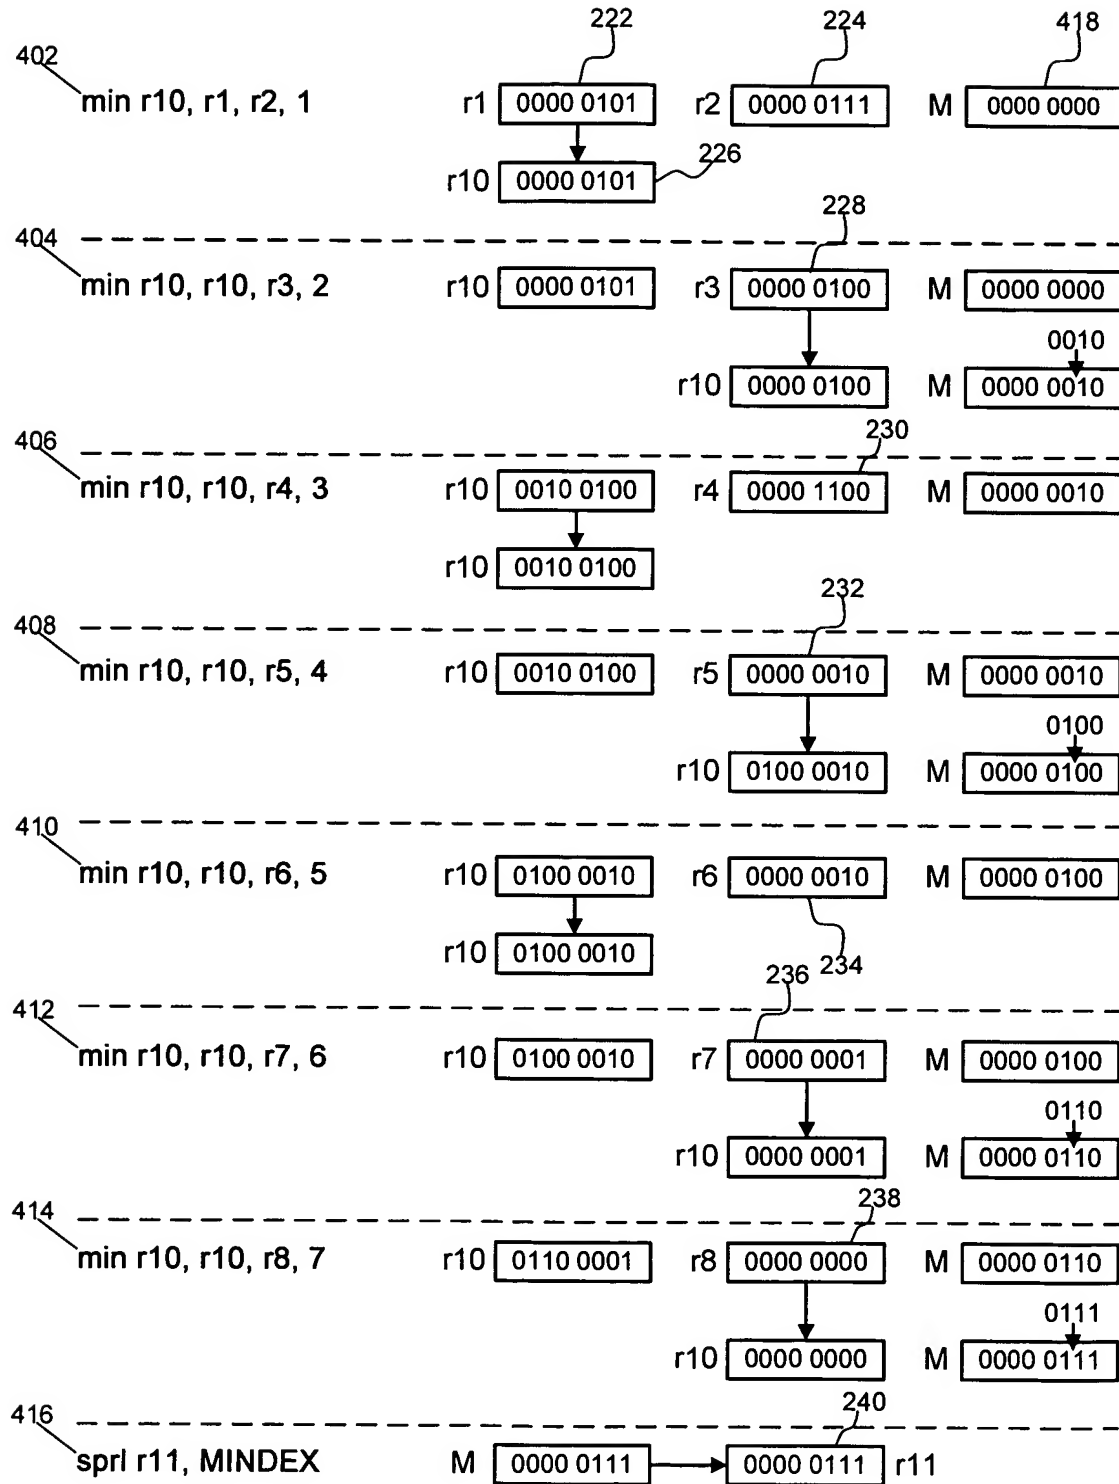 222 224 418
402
min r10, r1, r2, 1 r1 0000 0101 r2 0000 0111 M 0000 0000
226
r10 0000 0101
228
404
min r10, r10, r3, 2 r10 0000 0101 r3 0000 0100 M 0000 0000
0010
r10 0000 0100 M 0000 0010
230
406
min r10, r10, r4, 3 r10 0010 0100 r4 0000 1100 M 0000 0010
r10 0010 0100
232
408
min r10, r10, r5, 4 r10 0010 0100 r5 0000 0010 M 0000 0010
0100
r10 0100 0010 M 0000 0100
410
min r10, r10, r6, 5 r10 0100 0010 r6 0000 0010 M 0000 0100
r10 0100 0010
234
236
412
min r10, r10, r7, 6 r10 0100 0010 r7 0000 0001 M 0000 0100
0110
r10 0000 0001 M 0000 0110
238
414
min r10, r10, r8, 7 r10 0110 0001 r8 0000 0000 M 0000 0110
0111
r10 0000 0000 M 0000 0111
240
416
sprl r11, MINDEX M 0000 0111 0000 0111 r11